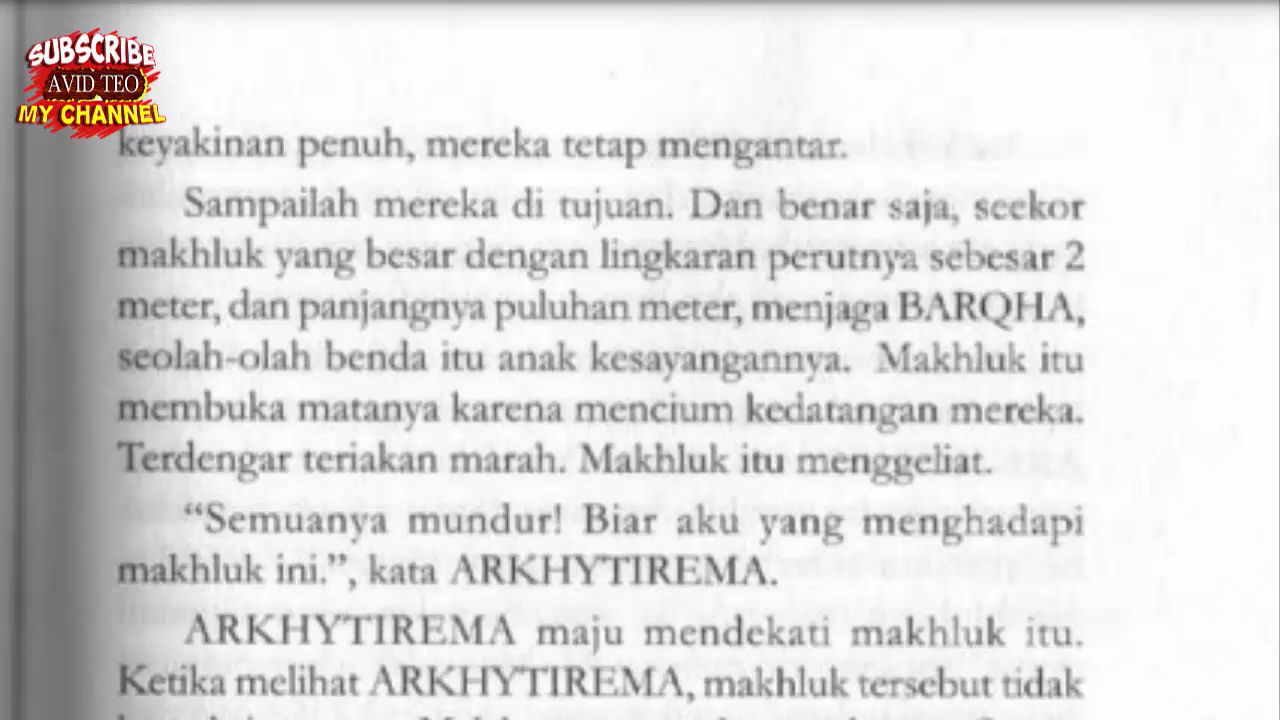 SUBSCRIBE
AVID TEO
MY CHANNEL
keyakinan penuh, mereka tetap mengantar.
Sampailah mereka di tujuan. Dan benar saja, seekor
makhluk yang besar dengan lingkaran perutnya sebesar 2
meter, dan panjangnya puluhan meter, menjaga BARQHA,
seolah-olah benda itu anak kesayangannya. Makhluk itu
membuka matanya karena mencium kedatangan mereka.
Terdengar teriakan marah. Makhluk itu menggeliat.
“Semuanya mundur! Biar aku yang menghadapi
makhluk ini.”, kata ARKHYTIREMA.
ARKHYTIREMA maju mendekati makhluk itu.
Ketika melihat ARKHYTIREMA, makhluk tersebut tidak